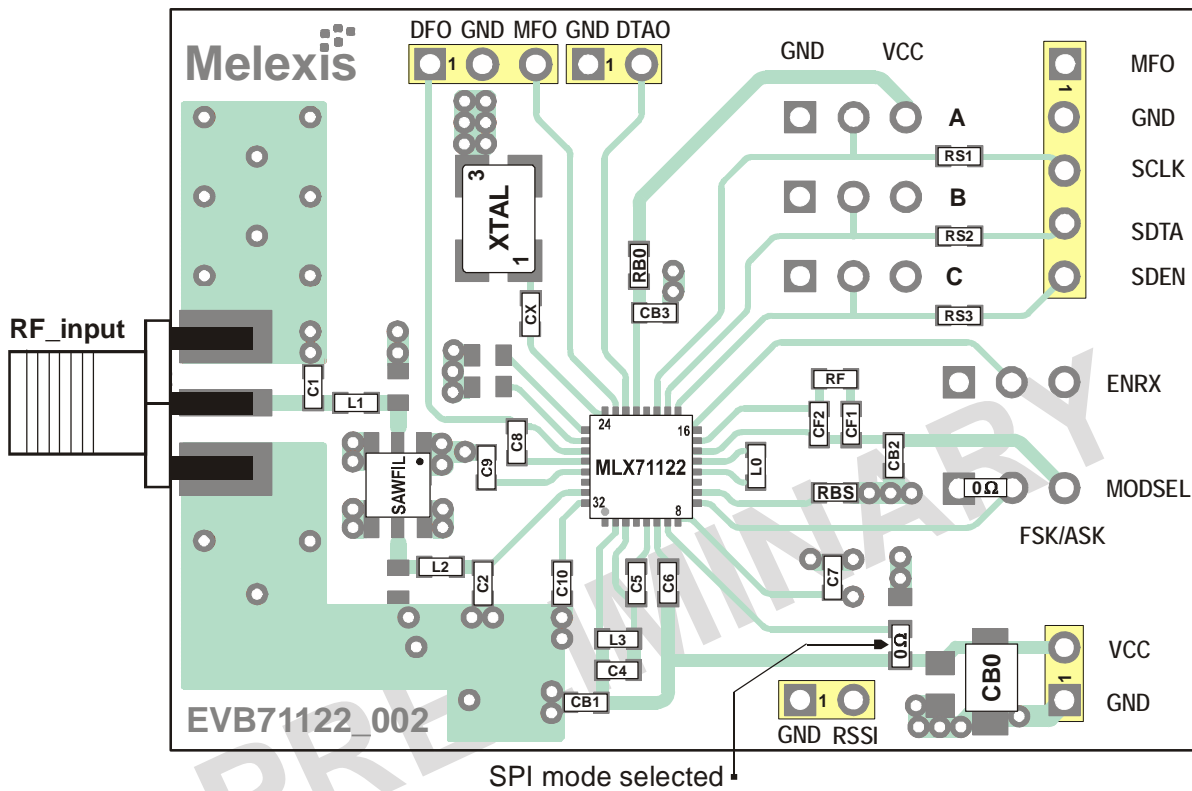 DFO GND MFO GND DTAO
Melexis
1
1
GND VCC
MFO
1
GND
A
RS1
SCLK
3
XTAL
1
B
RS2
SDTA
RB0
C
SDEN
CX
CB3
RS3
RF_input
C1
L1
RF
ENRX
24
16
C8
CF2
CF1
C9
MLX71122
L0
CB2
SAWFIL
RBS
0Ω
MODSEL
32
8
FSK/ASK
L2
C2
C10
C5
C6
C7
L3
0Ω
VCC
C4
CB0
1
CB1
1
GND
EVB71122_002
GND RSSI
SPI mode selected
PRELIMINARY